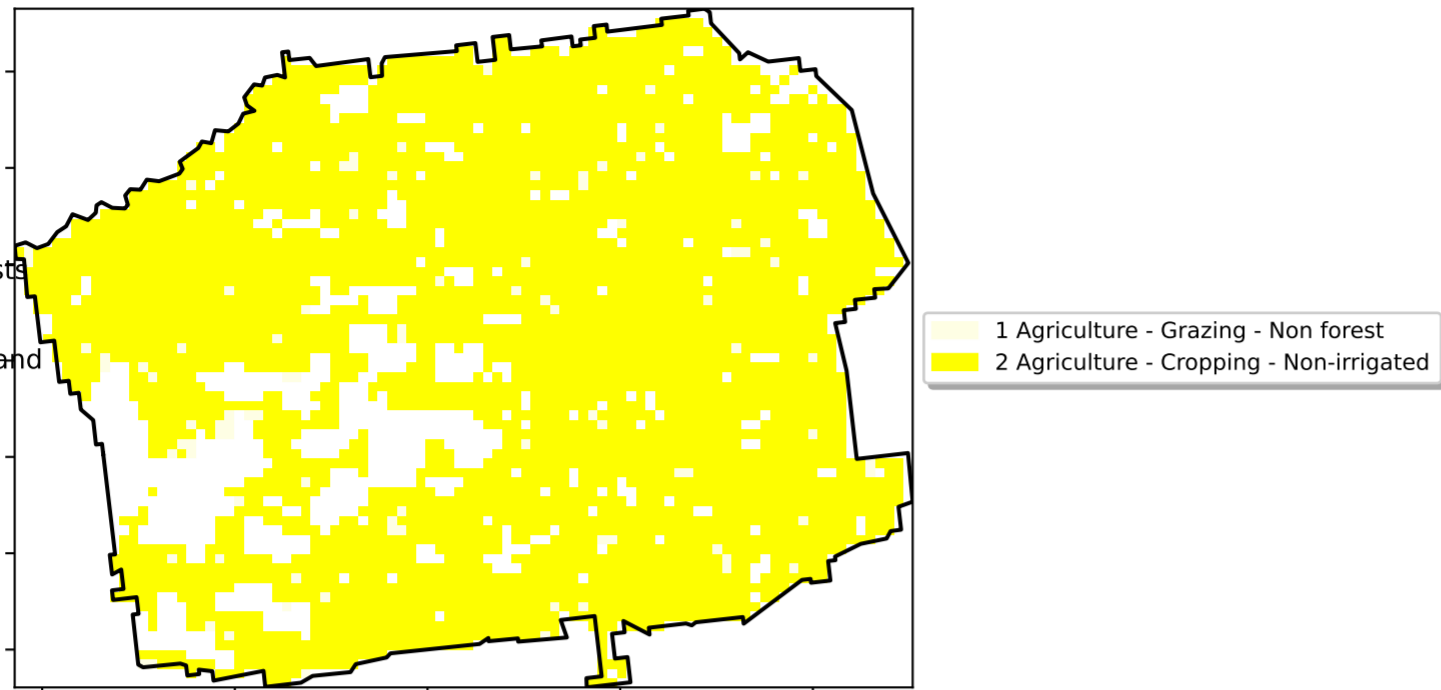 sts
and
1 Agriculture - Grazing - Non forest
2 Agriculture - Cropping - Non-irrigated